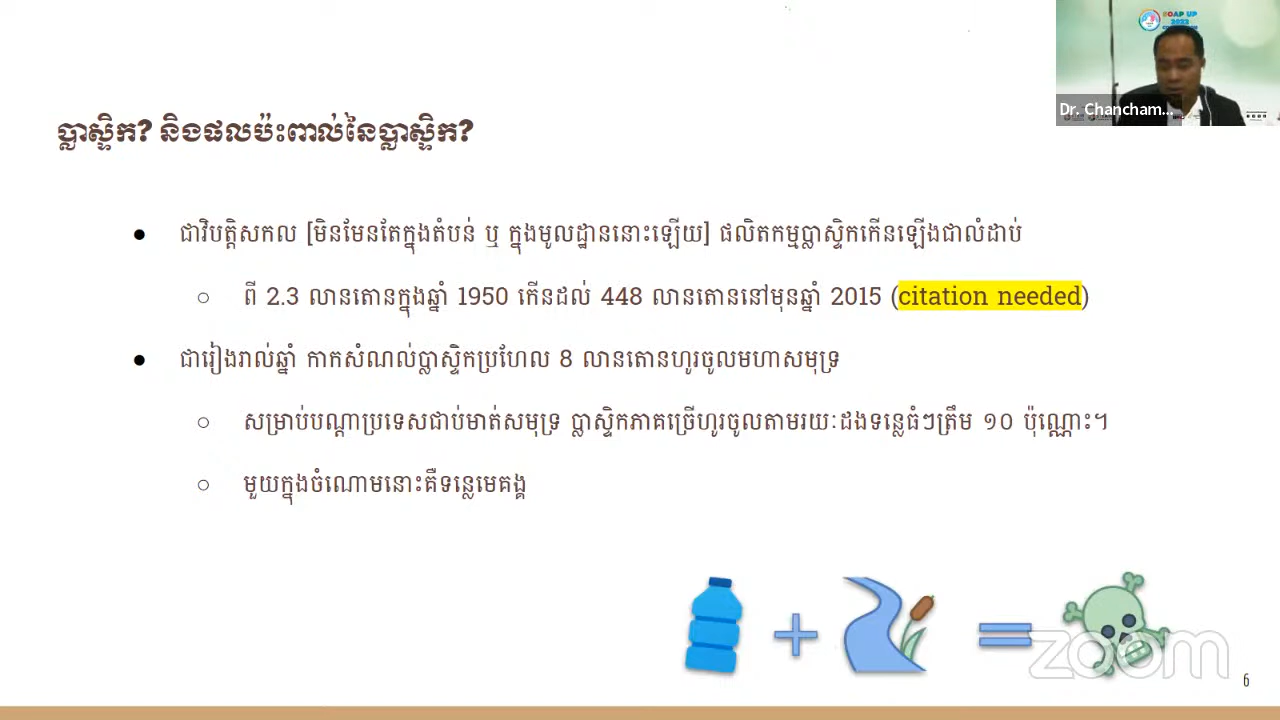 SOAP UP
2022
Dr. Chancham...
ប្លាស្ទិក? និងផលប៉ះពាល់នៃប្លាស្ទិក?
● ជាវិបត្តិសកល [មិនមែនតែក្នុងតំបន់ ឬ ក្នុងមូលដ្ឋាននោះឡើយ] ផលិតកម្មប្លាស្ទិកកើនឡើងជាលំដាប់
○ ពី 2.3 លានតោនក្នុងឆ្នាំ 1950 កើនដល់ 448 លានតោននៅមុនឆ្នាំ 2015 (citation needed)
● ជារៀងរាល់ឆ្នាំ កាកសំណល់ប្លាស្ទិកប្រហែល 8 លានតោនហូរចូលមហាសមុទ្រ
○ សម្រាប់បណ្តាប្រទេសជាប់មាត់សមុទ្រ ប្លាស្ទិកភាគច្រើហូរចូលតាមរយៈដងទន្លេធំៗត្រឹម ១០ ប៉ុណ្ណោះ។
○ មួយក្នុងចំណោមនោះគឺទន្លេមេគង្គ
zoom
6